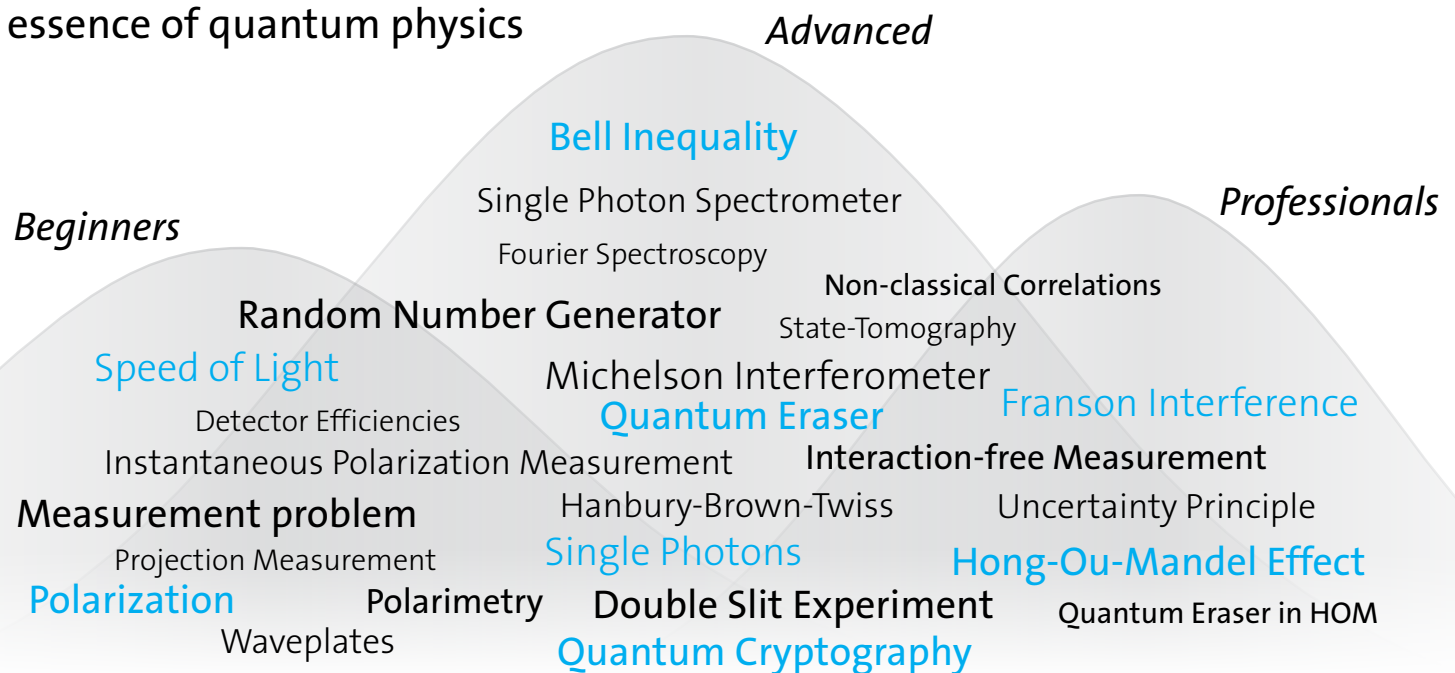 essence of quantum physics
Advanced
Bell Inequality
Single Photon Spectrometer
Professionals
Beginners
Fourier Spectroscopy
Non-classical Correlations
Random Number Generator
State-Tomography
Speed of Light
Michelson Interferometer
Franson Interference
Detector Efficiencies
Quantum Eraser
Instantaneous Polarization Measurement
Interaction-free Measurement
Measurement problem
Hanbury-Brown-Twiss
Uncertainty Principle
Projection Measurement
Single Photons
Hong-Ou-Mandel Effect
Polarization
Polarimetry
Double Slit Experiment
Quantum Eraser in HOM
Waveplates
Quantum Cryptography